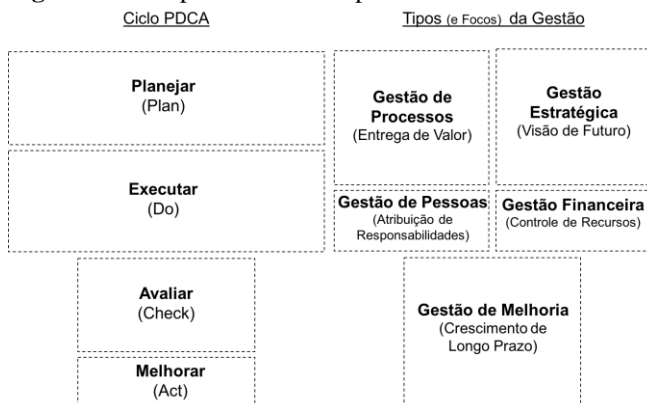 Ciclo PDCA
Tipos (e Focos) da Gestão
Planejar
(Plan)
Executar
(Do)
Avaliar
(Check)
Melhorar
(Act)
Gestão de
Processos
(Entrega de Valor)
Gestão
Estratégica
(Visão de Futuro)
Gestão de Pessoas
(Atribuição de
Responsabilidades)
Gestão Financeira
(Controle de Recursos)
Gestão de Melhoria
(Crescimento de
Longo Prazo)